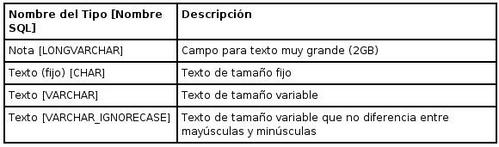 Nombre del Tipo [Nombre SQL]
Descripción
Nota [LONGVARCHAR]
Campo para texto muy grande (2GB)
Texto (fijo) [CHAR]
Texto de tamaño fijo
Texto [VARCHAR]
Texto de tamaño variable
Texto [VARCHAR_IGNORECASE]
Texto de tamaño variable que no diferencia entre
mayúsculas y minúsculas